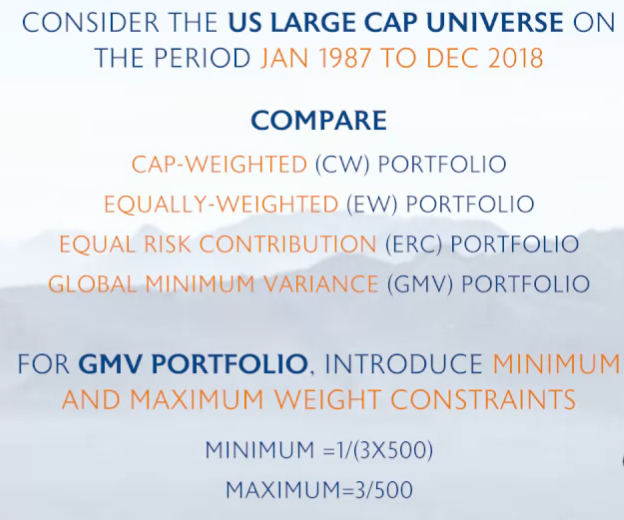 CONSIDER THE US LARGE CAP UNIVERSE ON
THE PERIOD JAN 1987 TO DEC 2018
COMPARE
CAP-WEIGHTED (CW) PORTFOLIO
EQUALLY-WEIGHTED (EW) PORTFOLIO
EQUAL RISK CONTRIBUTION (ERC) PORTFOLIO
GLOBAL MINIMUM VARIANCE (GMV) PORTFOLIO
FOR GMV PORTFOLIO, INTRODUCE MINIMUM
AND MAXIMUM WEIGHT CONSTRAINTS
MINIMUM =1/(3X500)
MAXIMUM=3/500